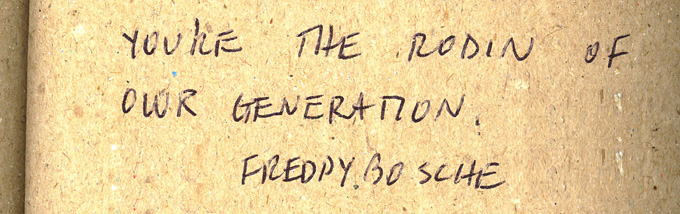 YOU'RE THE RODIN OF
OUR GENERATION.
FREDDY.BOSCHE